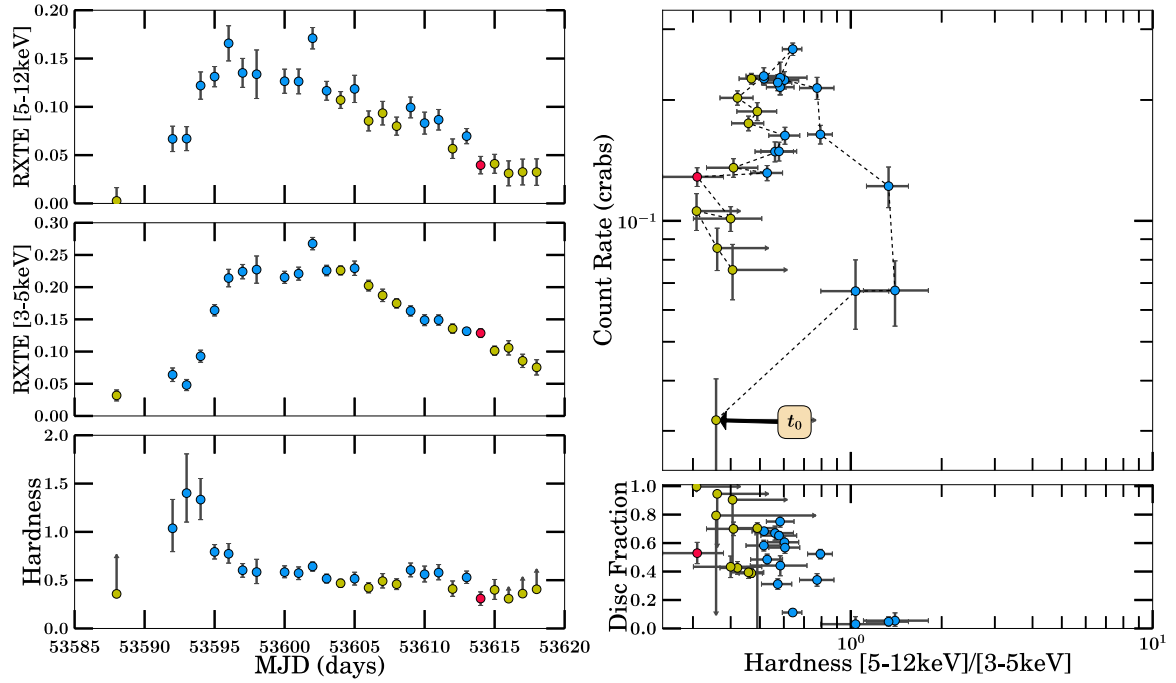 RXTE [5-12keV]
0.20
0.15
0.10
0.05
0.00
RXTE [3-5keV]
0.30
0.25
0.20
0.15
0.10
0.05
0.00
Hardness
2.0
1.5
1.0
0.5
0.0
53585 53590 53595 53600 53605 53610 53615 53620
MJD (days)
Count Rate (crabs)
10⁻¹
t₀
Disc Fraction
1.0
0.8
0.6
0.4
0.2
0.0
10⁰ 10¹
Hardness [5-12keV]/[3-5keV]